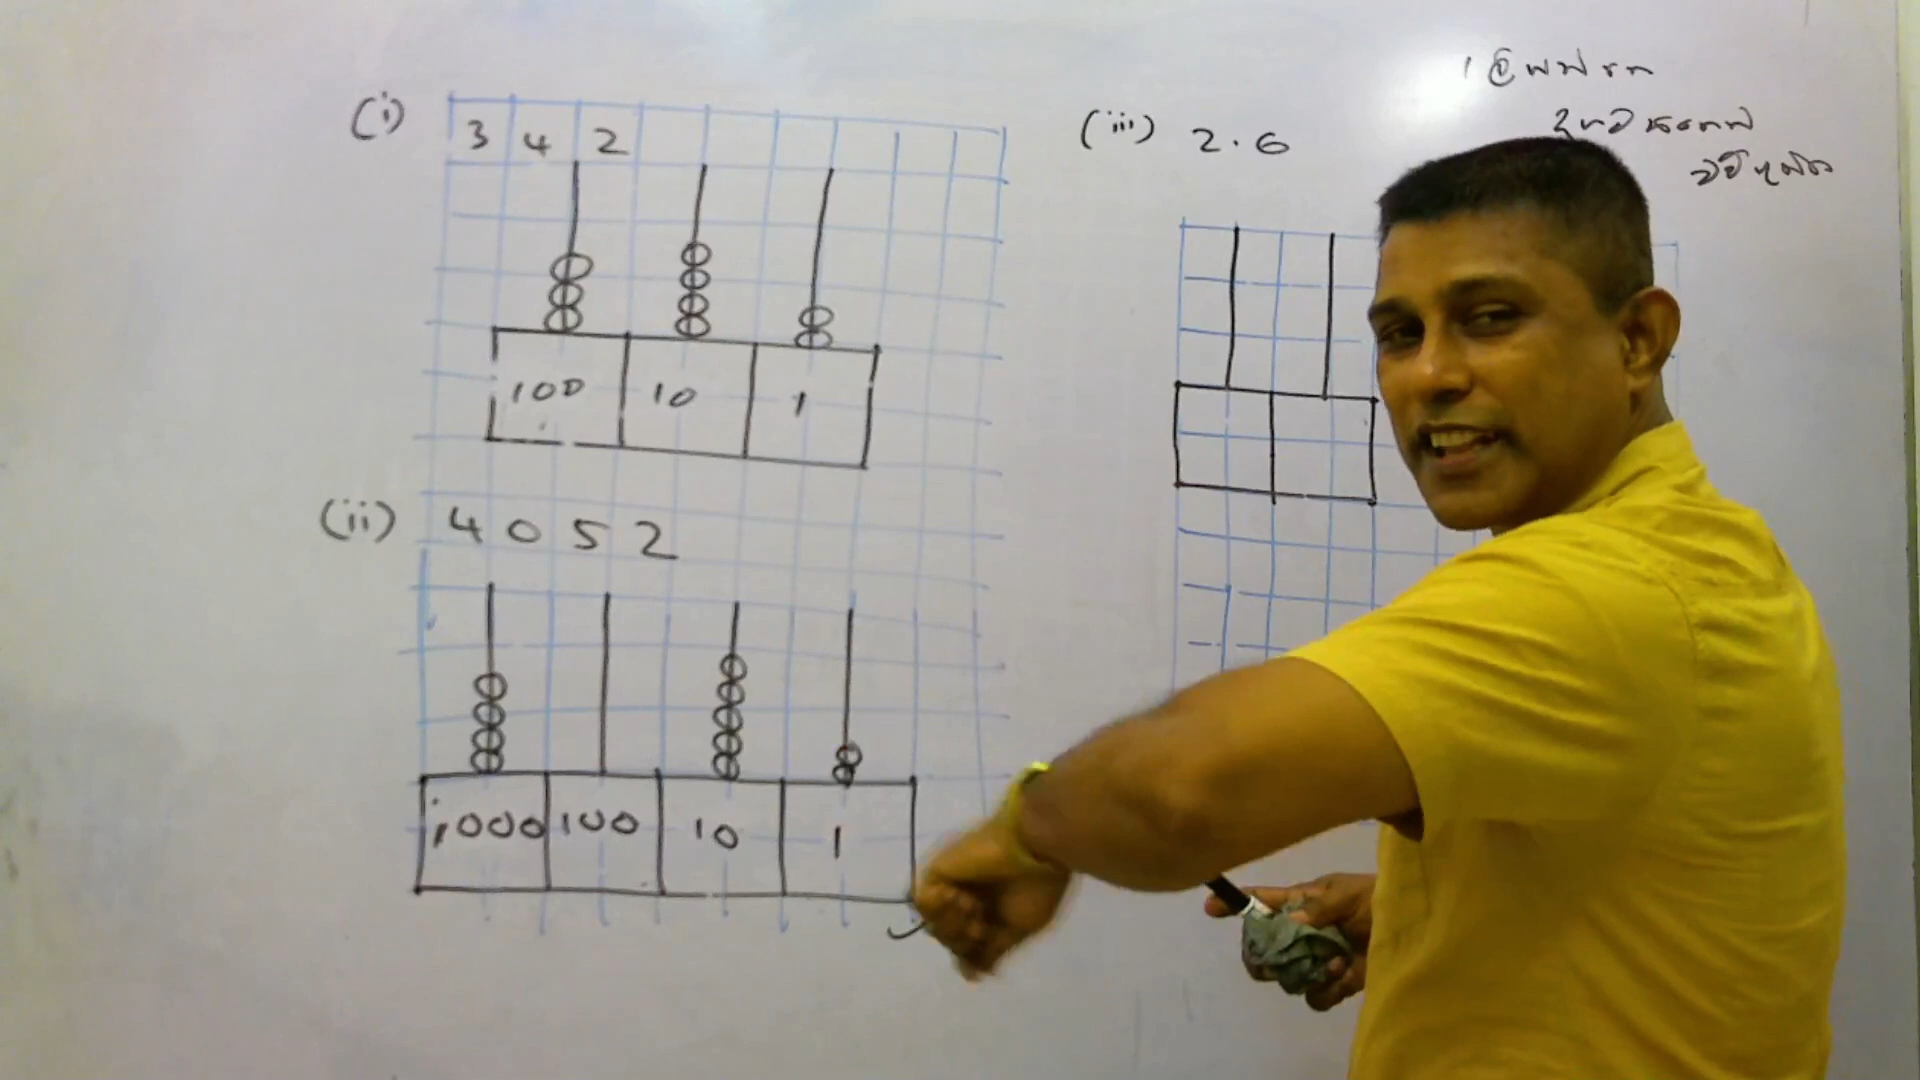 (i) 3 4 2
100 10 1
(ii) 4 0 5 2
1000 100 10 1
(iii) 2.6